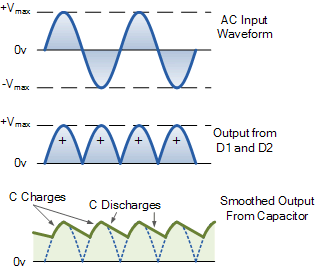 +Vmax
AC Input
Waveform
0v
-Vmax
+Vmax
+ + + +
Output from
D1 and D2
0v
C Charges
C Discharges
Smoothed Output
From Capacitor
0v